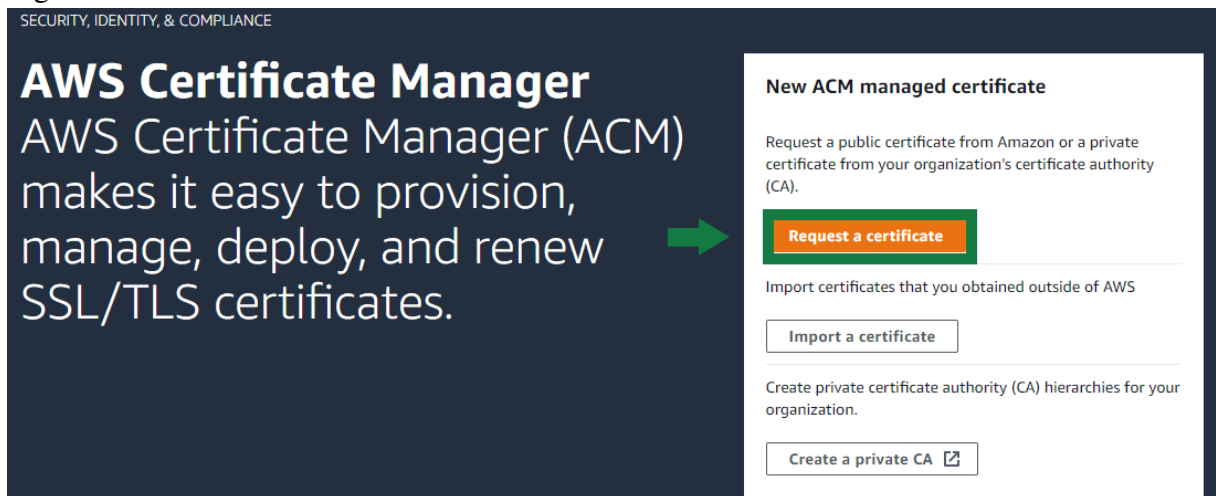 SECURITY, IDENTITY, & COMPLIANCE
AWS Certificate Manager
AWS Certificate Manager (ACM)
makes it easy to provision,
manage, deploy, and renew
SSL/TLS certificates.
New ACM managed certificate
Request a public certificate from Amazon or a private
certificate from your organization's certificate authority
(CA).
Request a certificate
Import certificates that you obtained outside of AWS
Import a certificate
Create private certificate authority (CA) hierarchies for your
organization.
Create a private CA